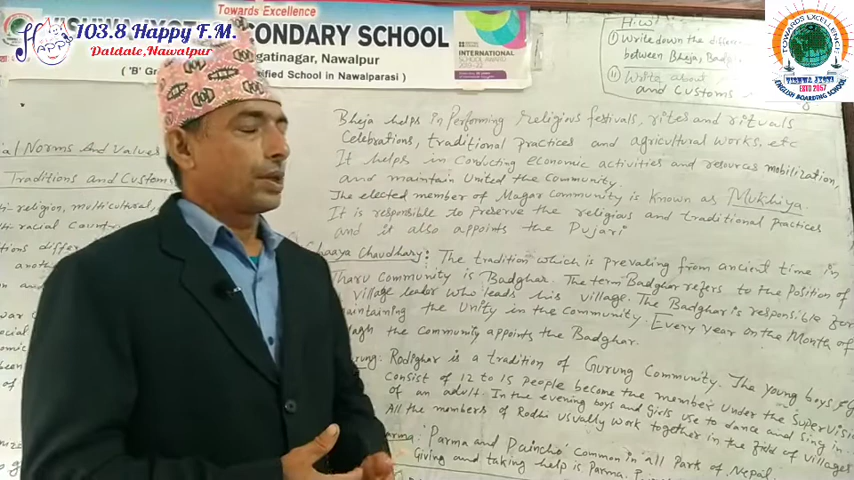 103.8 Happy F.M.
Daldale, Nawalpur
HAPPY
Towards Excellence
SECONDARY SCHOOL
Pragatinagar, Nawalpur
School in Nawalparasi )
INTERNATIONAL
SCHOOL AWARD
TOWARDS EXCELLENCE
VISHWA JYOTI
ESTD 2057
ENGLISH BOARDING SCHOOL
H.W:
(i) Write down the
between Bheja,
(ii) Write about
and Customs
Norms And Values
Traditions and Customs
religion, multicultural,
racial
Bheja helps in Performing religious festivals, rites and rituals
Celebrations, traditional practices and agricultural works. etc
It helps in Conducting economic activities and resources mobilization,
and maintain United the community.
The elected member of Magar Community is known as Mukhiya.
It is responsible to preserve the religious and traditional practices
and it also appoints the Pujari
Chaudhary: The tradition which is prevaling from ancient time in
Tharu Community is Badghar. The term Badghar refers to the Position of
village leader who leads his village. The Badghar is responsible for
maintaining the Unity in the community. Every year on the Month of
Magh the community appoints the Badghar.
Gurung: Rodighar is a tradition of Gurung Community. The young boys
Consist of 12 to 15 people become the member under the
of an adult. In the evening boys and girls use to dance and sing in
All the members of Rodhi usually work together in the field of villages
Parma: 'Parma and Paincho' common in all part of Nepal.
Giving and taking help is Parma.